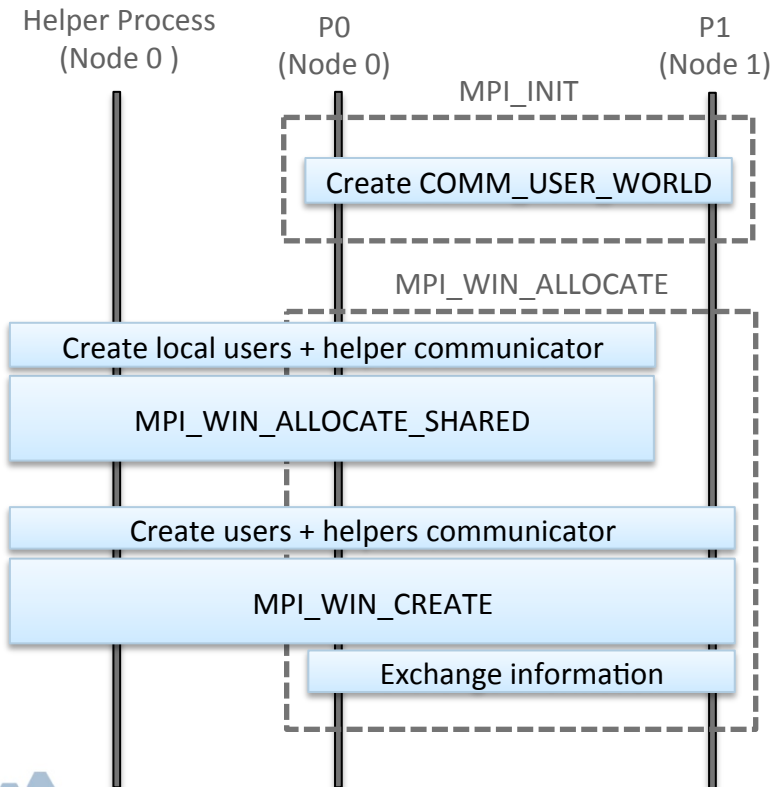 Helper Process
(Node 0 )
P0
(Node 0)
P1
(Node 1)
MPI_INIT
Create COMM_USER_WORLD
MPI_WIN_ALLOCATE
Create local users + helper communicator
MPI_WIN_ALLOCATE_SHARED
Create users + helpers communicator
MPI_WIN_CREATE
Exchange information